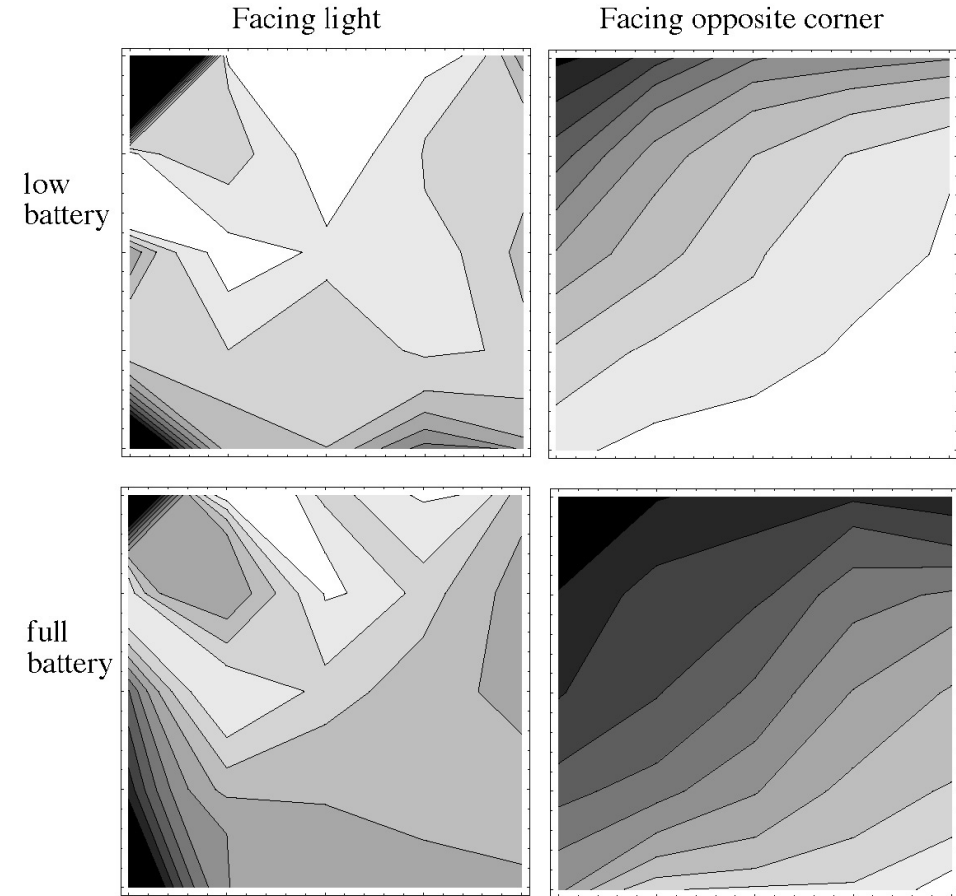 Facing light
Facing opposite corner
low
battery
full
battery